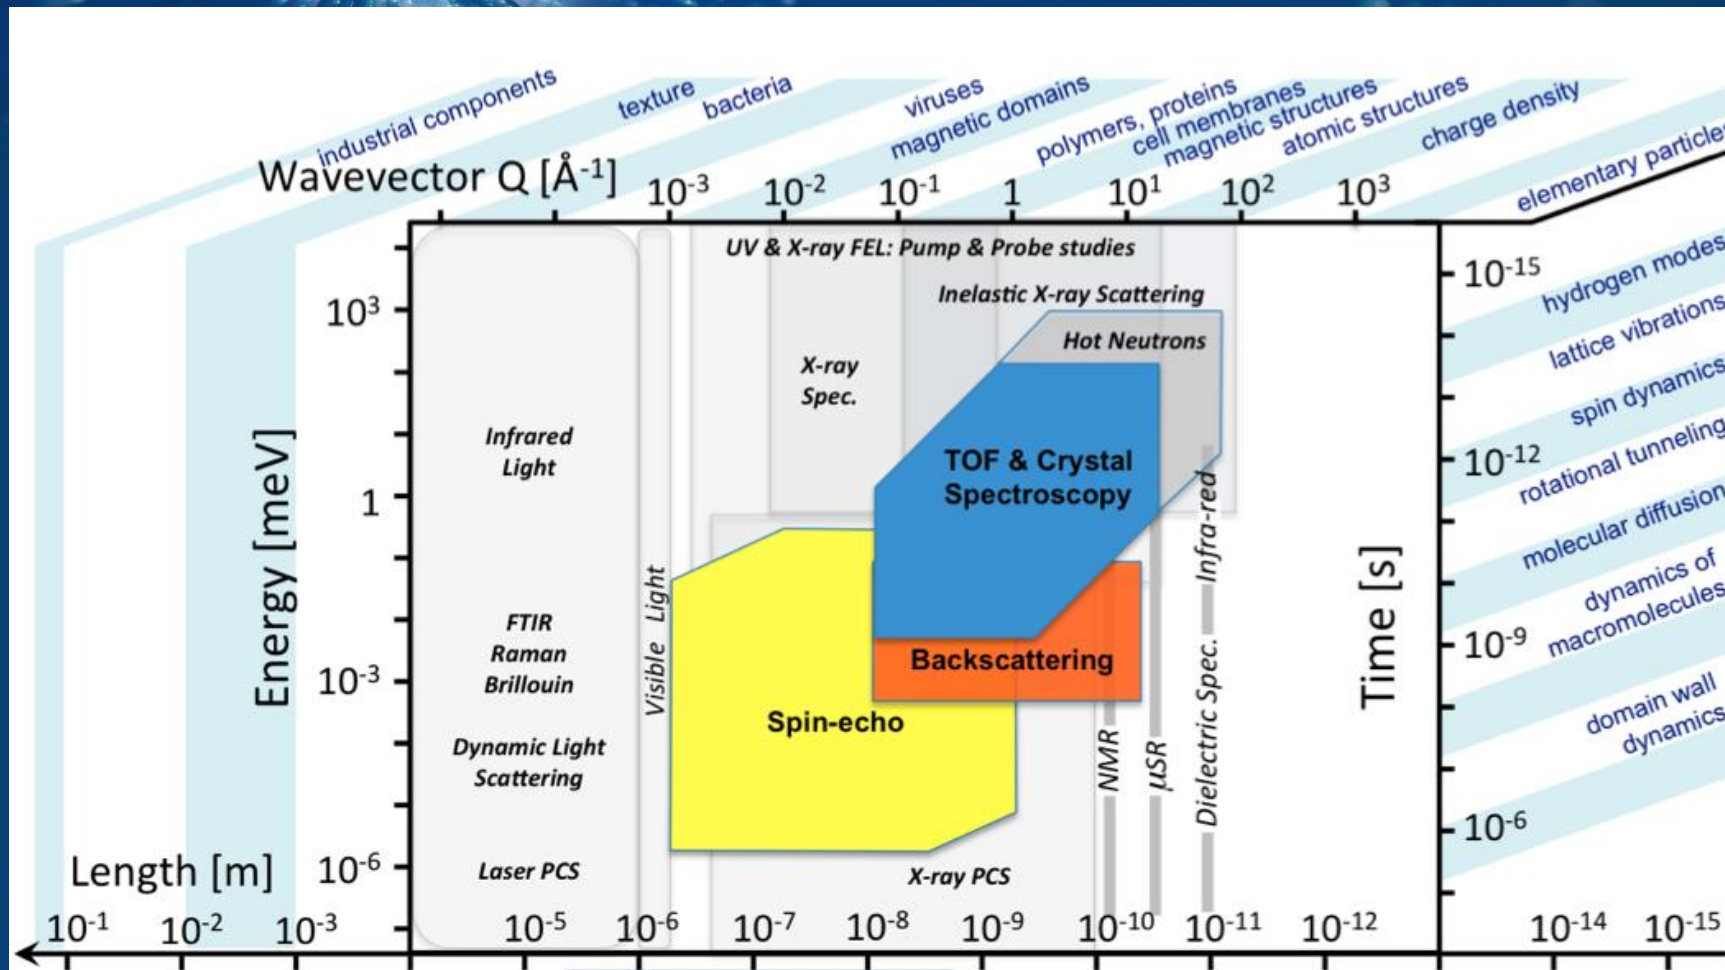 industrial components
texture
bacteria
viruses
magnetic domains
polymers, proteins
cell membranes
magnetic structures
atomic structures
charge density
elementary particles
Wavevector Q [Å-1]
10-3
10-2
10-1
1
101
102
103
UV & X-ray FEL: Pump & Probe studies
Inelastic X-ray Scattering
Hot Neutrons
X-ray
Spec.
Infrared
Light
TOF & Crystal
Spectroscopy
FTIR
Raman
Brillouin
Visible Light
Backscattering
Spin-echo
Dynamic Light
Scattering
Laser PCS
X-ray PCS
NMR
µSR
Dielectric Spec.
Infra-red
Energy [meV]
103
1
10-3
10-6
Time [s]
10-15
10-12
10-9
10-6
hydrogen modes
lattice vibrations
spin dynamics
rotational tunneling
molecular diffusion
dynamics of
macromolecules
domain wall
dynamics
Length [m]
10-1
10-2
10-3
10-5
10-6
10-7
10-8
10-9
10-10
10-11
10-12
10-14
10-15